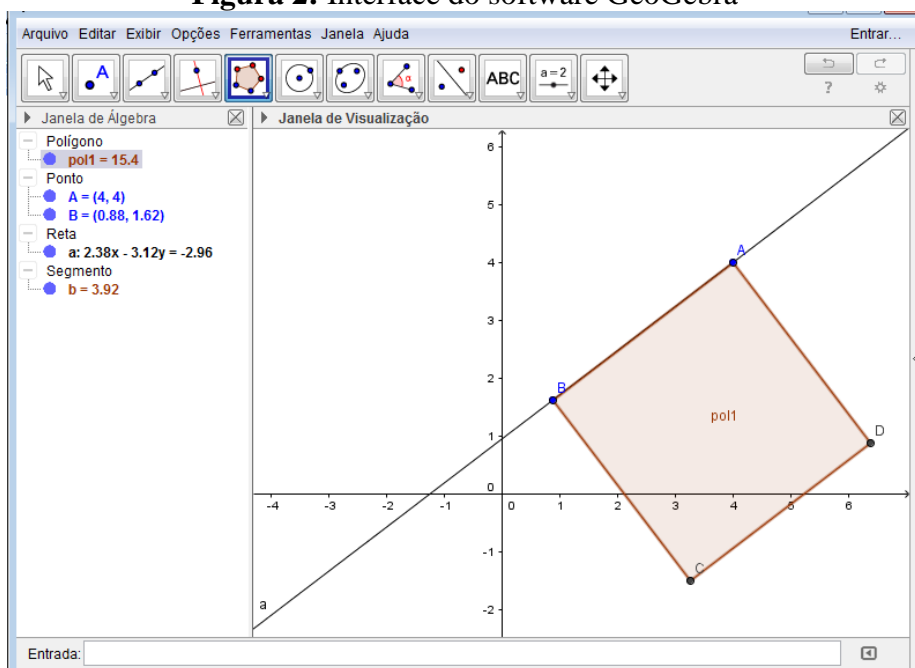 Figura 2: Interface do software GeoGebra
Arquivo Editar Exibir Opções Ferramentas Janela Ajuda Entrar...
A α ABC a=2 ?
Janela de Álgebra
Janela de Visualização
Polígono
pol1 = 15.4
Ponto
A = (4, 4)
B = (0.88, 1.62)
Reta
a: 2.38x - 3.12y = -2.96
Segmento
b = 3.92
6
5
A
4
3
2
B
pol1
D
1
0
-4 -3 -2 -1 0 1 2 3 4 5 6
-1
C
a
-2
Entrada: